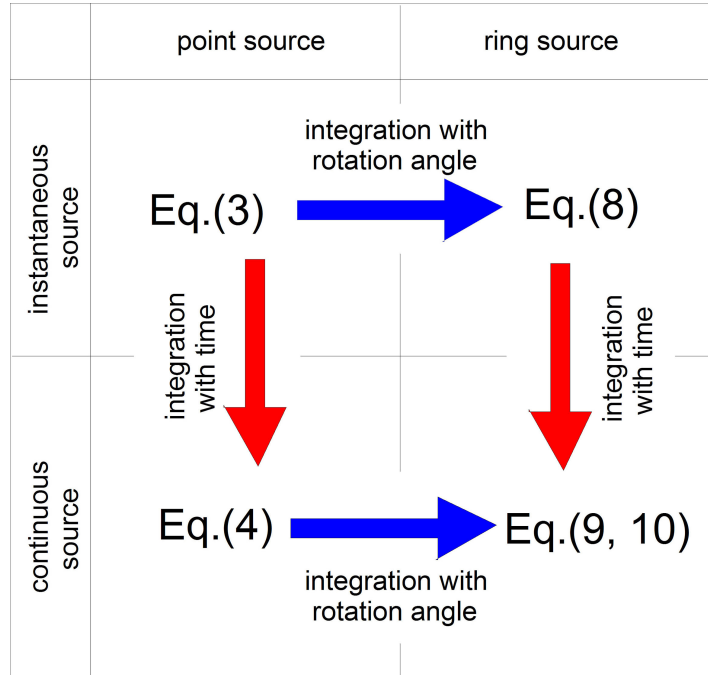 point source
ring source
instantaneous
source
integration with
rotation angle
Eq.(3)
Eq.(8)
integration
with time
integration
with time
continuous
source
Eq.(4)
Eq.(9, 10)
integration with
rotation angle